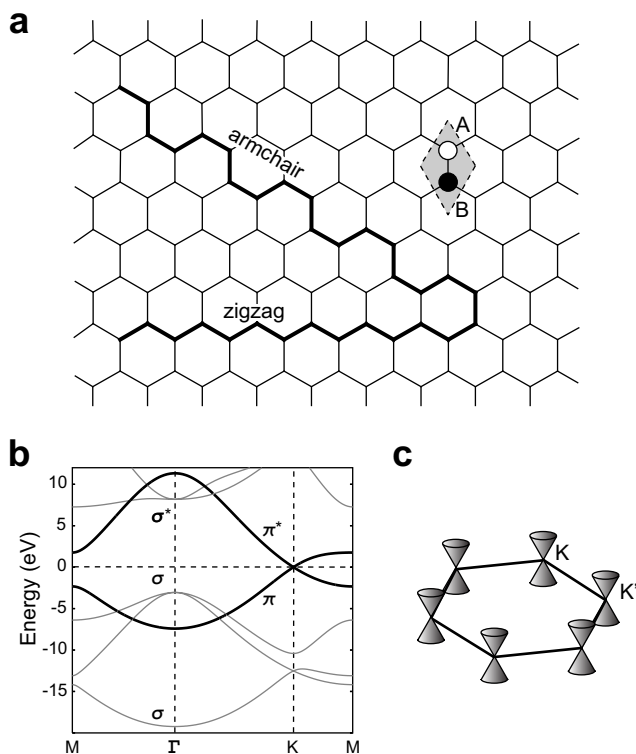 a
armchair
A
B
zigzag
b
c
10
5
0
-5
-10
-15
Energy (eV)
σ*
π*
σ
π
σ
M
Γ
K
M
K
K'